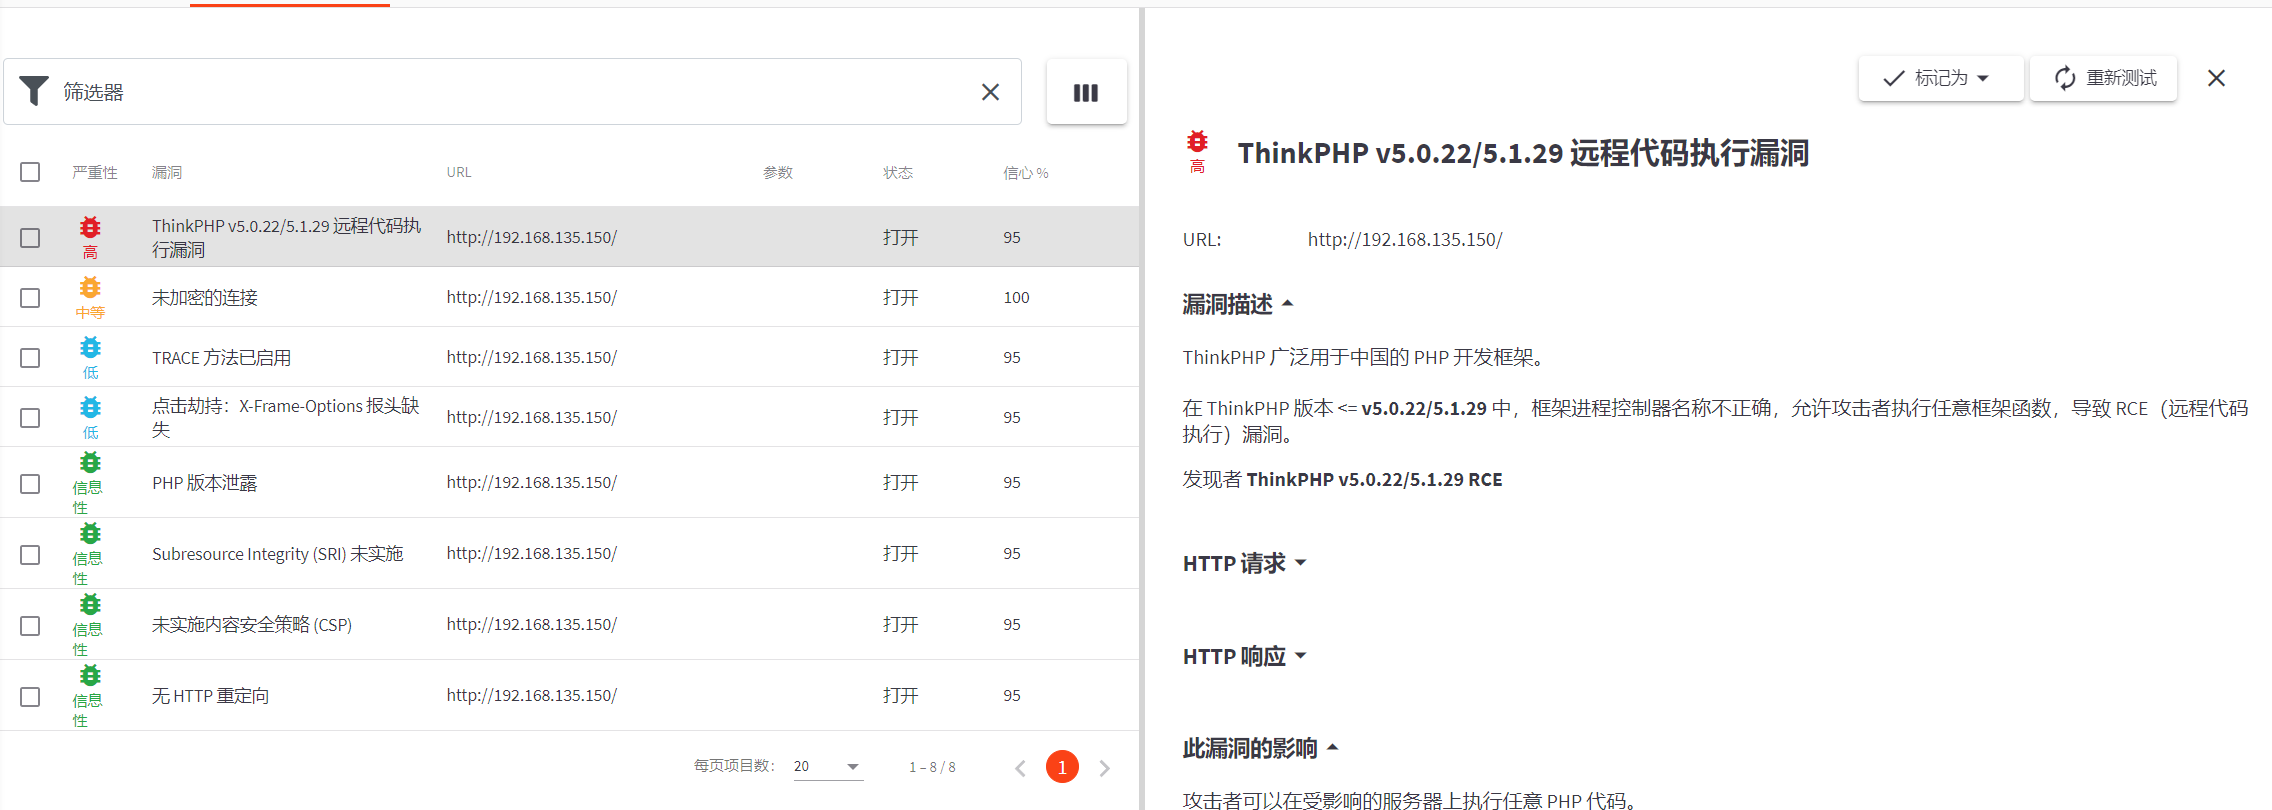 筛选器
严重性 漏洞 URL 参数 状态 信心 %
高 ThinkPHP v5.0.22/5.1.29 远程代码执
行漏洞 http://192.168.135.150/ 打开 95
中等 未加密的连接 http://192.168.135.150/ 打开 100
低 TRACE 方法已启用 http://192.168.135.150/ 打开 95
低 点击劫持：X-Frame-Options 报头缺
失 http://192.168.135.150/ 打开 95
信息
性 PHP 版本泄露 http://192.168.135.150/ 打开 95
信息
性 Subresource Integrity (SRI) 未实施 http://192.168.135.150/ 打开 95
信息
性 未实施内容安全策略 (CSP) http://192.168.135.150/ 打开 95
信息
性 无 HTTP 重定向 http://192.168.135.150/ 打开 95
每页项目数： 20 1 – 8 / 8 1
标记为 重新测试
高 ThinkPHP v5.0.22/5.1.29 远程代码执行漏洞
URL: http://192.168.135.150/
漏洞描述
ThinkPHP 广泛用于中国的 PHP 开发框架。
在 ThinkPHP 版本 <= v5.0.22/5.1.29 中，框架进程控制器名称不正确，允许攻击者执行任意框架函数，导致 RCE（远程代码
执行）漏洞。
发现者 ThinkPHP v5.0.22/5.1.29 RCE
HTTP 请求
HTTP 响应
此漏洞的影响
攻击者可以在受影响的服务器上执行任意 PHP 代码。